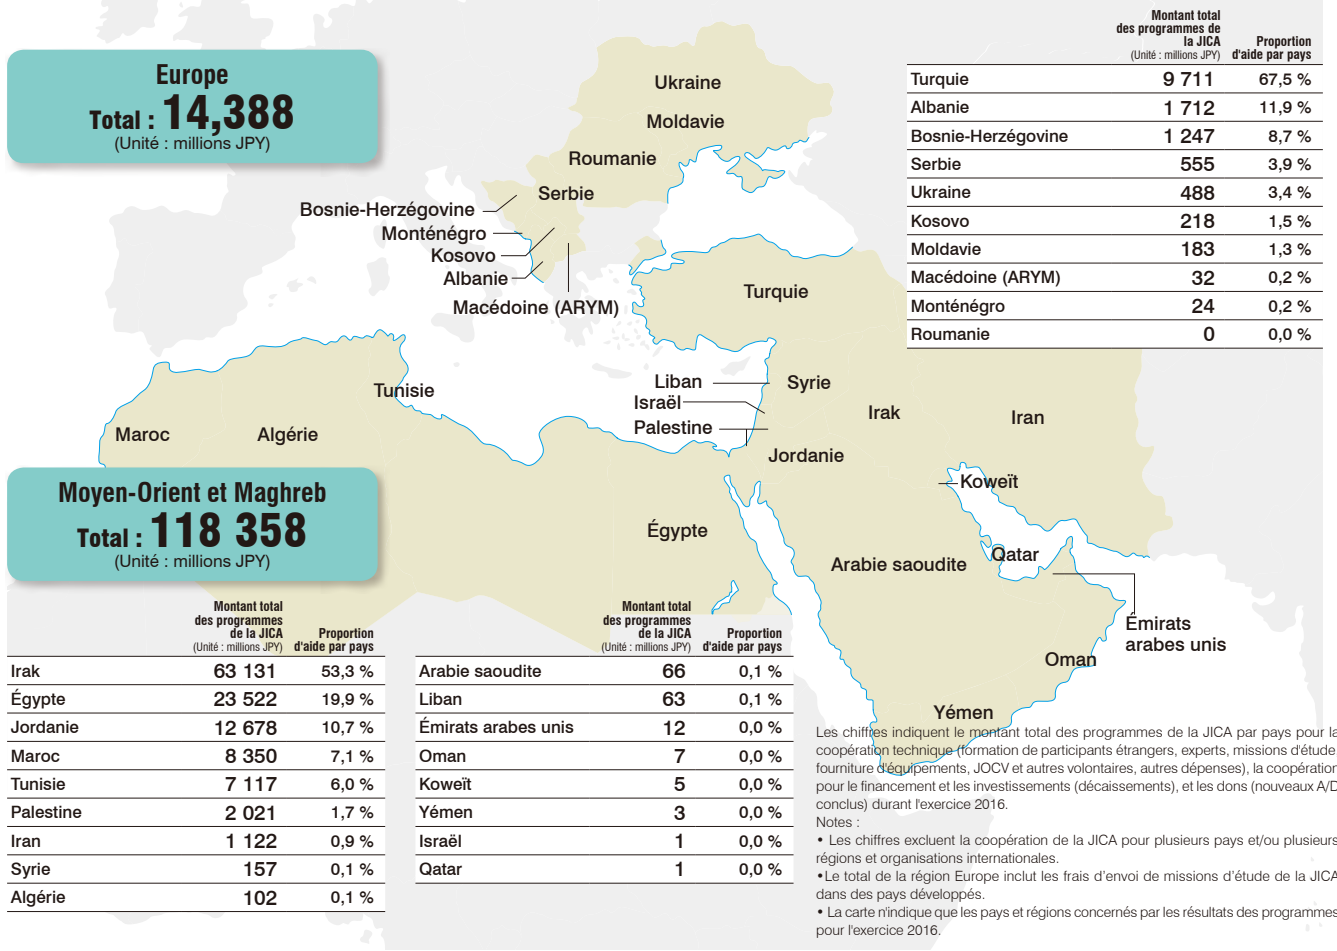 Europe
Total : 14,388
(Unité : millions JPY)
Montant total
des programmes de
la JICA
(Unité : millions JPY)
Proportion
d'aide par pays
Turquie 9 711 67,5 %
Albanie 1 712 11,9 %
Bosnie-Herzégovine 1 247 8,7 %
Serbie 555 3,9 %
Ukraine 488 3,4 %
Kosovo 218 1,5 %
Moldavie 183 1,3 %
Macédoine (ARYM) 32 0,2 %
Monténégro 24 0,2 %
Roumanie 0 0,0 %
Ukraine
Moldavie
Roumanie
Serbie
Bosnie-Herzégovine
Monténégro
Kosovo
Albanie
Macédoine (ARYM)
Turquie
Tunisie
Liban
Syrie
Israël
Irak
Iran
Palestine
Maroc
Algérie
Jordanie
Koweït
Égypte
Arabie saoudite
Qatar
Émirats
arabes unis
Oman
Yémen
Moyen-Orient et Maghreb
Total : 118 358
(Unité : millions JPY)
Montant total
des programmes
de la JICA
(Unité : millions JPY)
Proportion
d'aide par pays
Irak 63 131 53,3 %
Égypte 23 522 19,9 %
Jordanie 12 678 10,7 %
Maroc 8 350 7,1 %
Tunisie 7 117 6,0 %
Palestine 2 021 1,7 %
Iran 1 122 0,9 %
Syrie 157 0,1 %
Algérie 102 0,1 %
Montant total
des programmes
de la JICA
(Unité : millions JPY)
Proportion
d'aide par pays
Arabie saoudite 66 0,1 %
Liban 63 0,1 %
Émirats arabes unis 12 0,0 %
Oman 7 0,0 %
Koweït 5 0,0 %
Yémen 3 0,0 %
Israël 1 0,0 %
Qatar 1 0,0 %
Les chiffres indiquent le montant total des programmes de la JICA par pays pour la
coopération technique (formation de participants étrangers, experts, missions d'étude,
fourniture d'équipements, JOCV et autres volontaires, autres dépenses), la coopération
pour le financement et les investissements (décaissements), et les dons (nouveaux A/D
conclus) durant l'exercice 2016.
Notes :
• Les chiffres excluent la coopération de la JICA pour plusieurs pays et/ou plusieurs
régions et organisations internationales.
•Le total de la région Europe inclut les frais d'envoi de missions d'étude de la JICA
dans des pays développés.
• La carte n'indique que les pays et régions concernés par les résultats des programmes
pour l'exercice 2016.